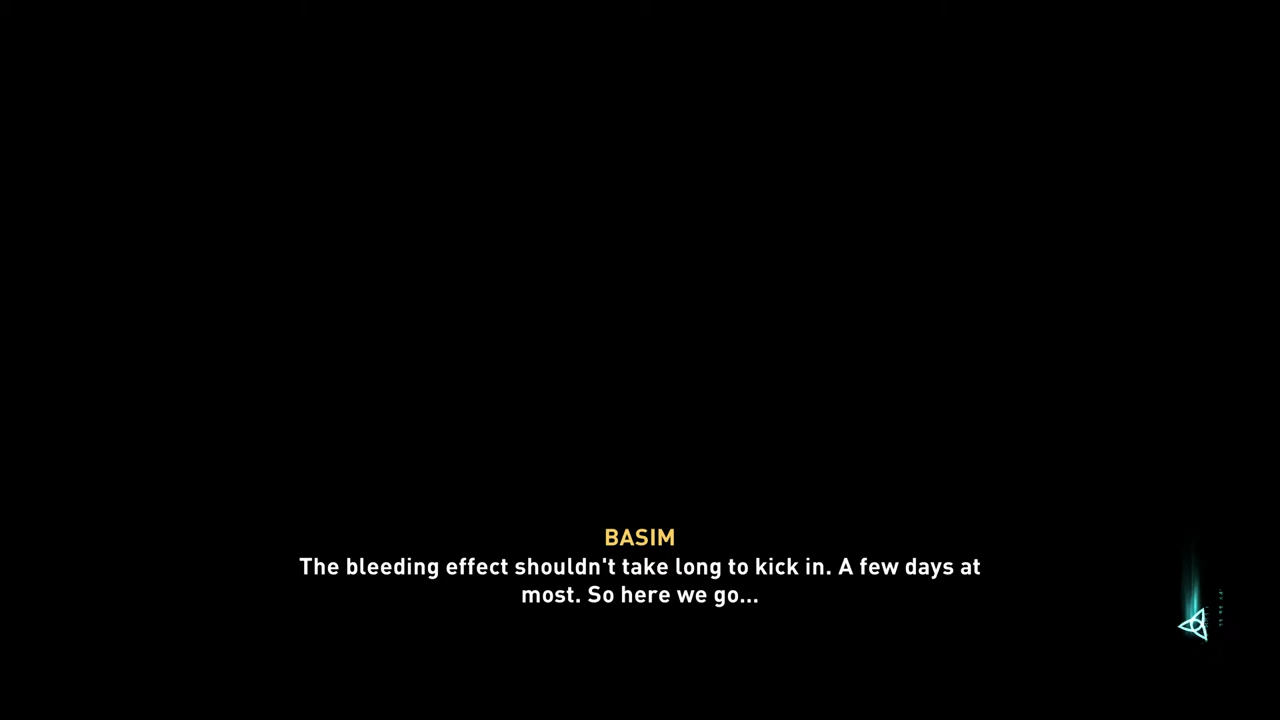 BASIM
The bleeding effect shouldn't take long to kick in. A few days at
most. So here we go...